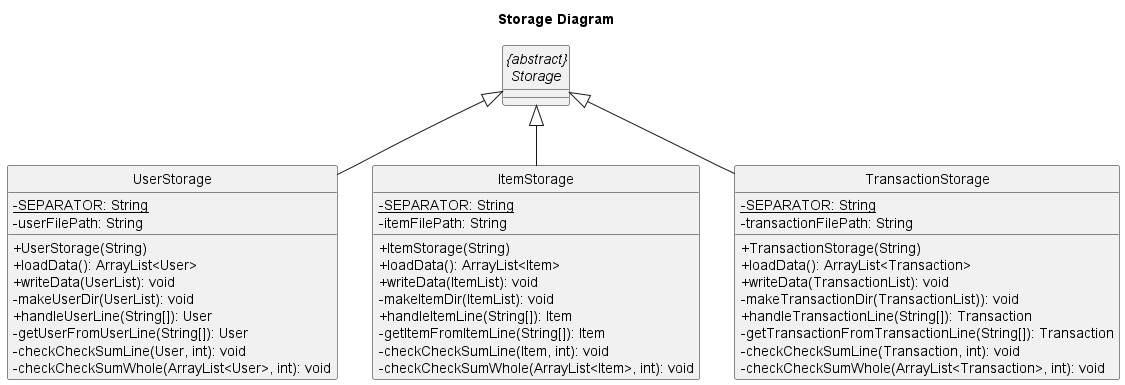 Storage Diagram
{abstract}
Storage
UserStorage
-SEPARATOR: String
-userFilePath: String
+UserStorage(String)
+loadData(): ArrayList<User>
+writeData(UserList): void
-makeUserDir(UserList): void
+handleUserLine(String[]): User
-getUserFromUserLine(String[]): User
-checkCheckSumLine(User, int): void
-checkCheckSumWhole(ArrayList<User>, int): void
ItemStorage
-SEPARATOR: String
-itemFilePath: String
+ItemStorage(String)
+loadData(): ArrayList<Item>
+writeData(ItemList): void
-makeItemDir(ItemList): void
+handleItemLine(String[]): Item
-getItemFromItemLine(String[]): Item
-checkCheckSumLine(Item, int): void
-checkCheckSumWhole(ArrayList<Item>, int): void
TransactionStorage
-SEPARATOR: String
-transactionFilePath: String
+TransactionStorage(String)
+loadData(): ArrayList<Transaction>
+writeData(TransactionList): void
-makeTransactionDir(TransactionList)): void
+handleTransactionLine(String[]): Transaction
-getTransactionFromTransactionLine(String[]): Transaction
-checkCheckSumLine(Transaction, int): void
-checkCheckSumWhole(ArrayList<Transaction>, int): void